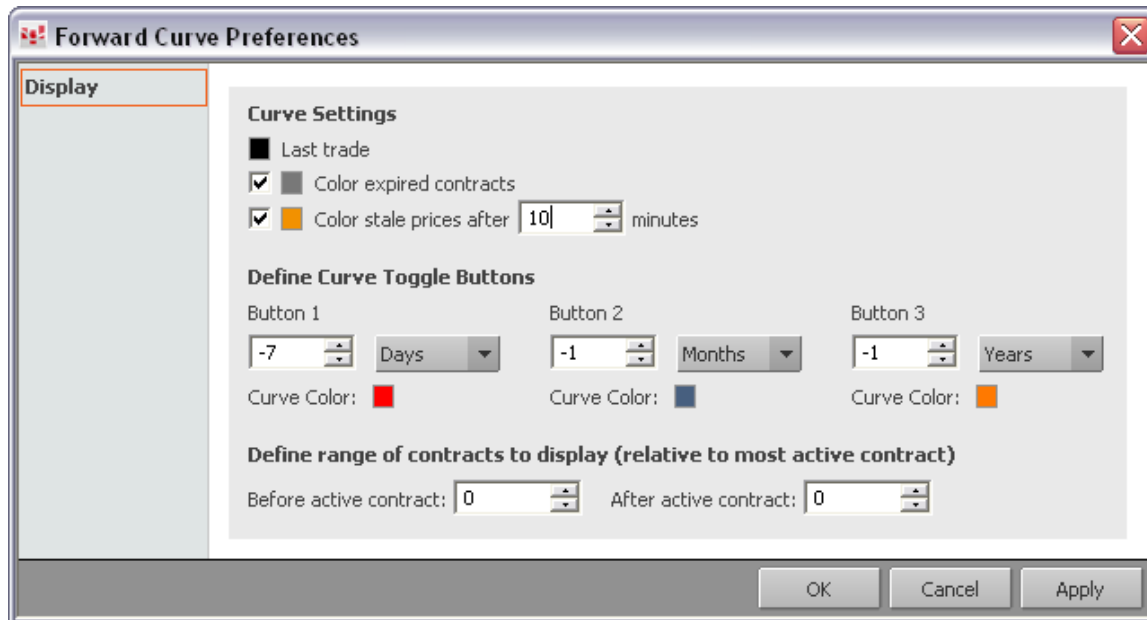 Forward Curve Preferences
Display
Curve Settings
Last trade
Color expired contracts
Color stale prices after 10 minutes
Define Curve Toggle Buttons
Button 1 Button 2 Button 3
-7 Days -1 Months -1 Years
Curve Color: Curve Color: Curve Color:
Define range of contracts to display (relative to most active contract)
Before active contract: 0 After active contract: 0
OK Cancel Apply